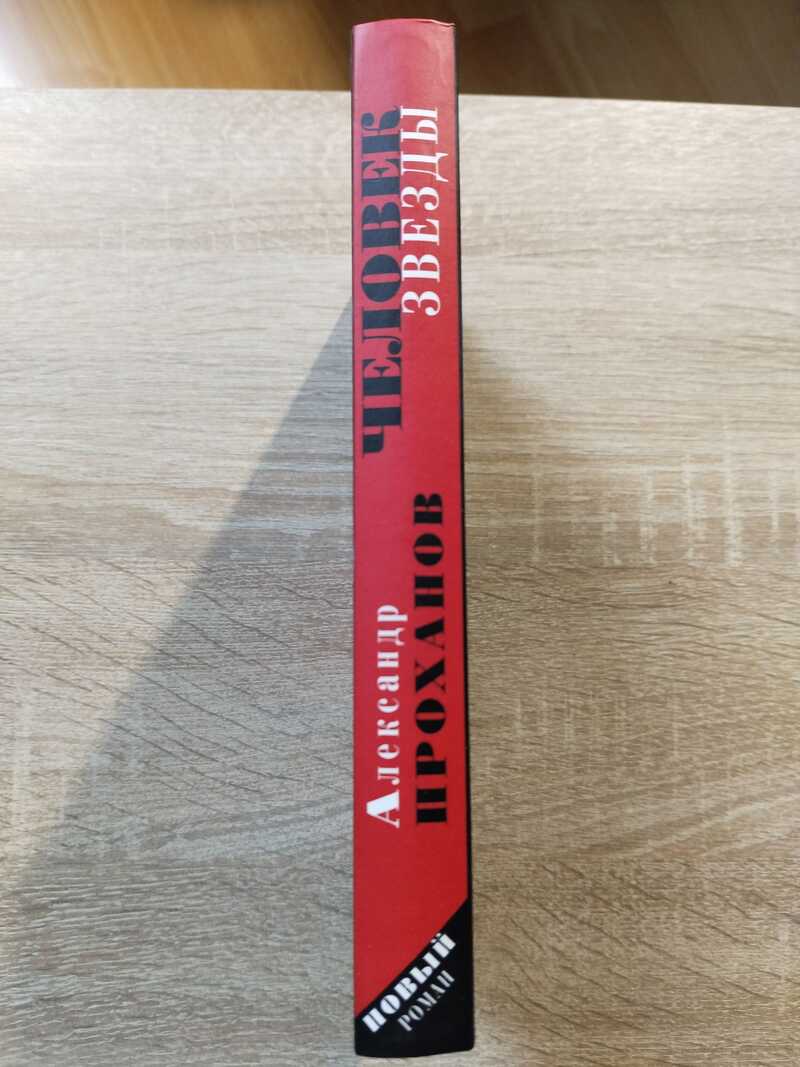 Александр
ПРОХАНОВ
ЧЕЛОВЕК
ЗВЕЗДЫ
НОВЫЙ
РОМАН